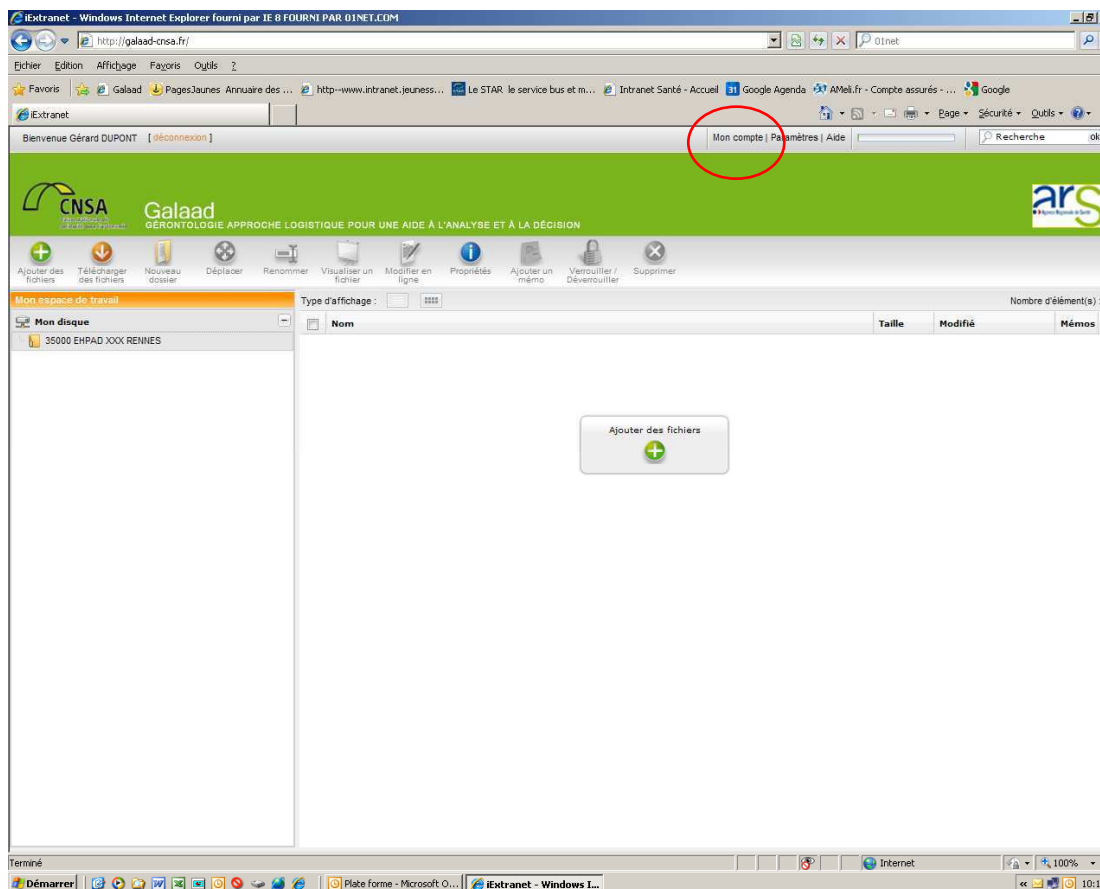 iExtranet - Windows Internet Explorer fourni par IE 8 FOURNI PAR 01NET.COM
http://galaad-cnsa.fr/
01net
Fichier Edition Affichage Favoris Outils ?
Favoris Galaad PagesJaunes Annuaire des ... http--www.intranet.jeuness... Le STAR le service bus et m... Intranet Santé - Accueil 31 Google Agenda AMeli.fr - Compte assurés - ... Google
iExtranet Page Sécurité Outils
Bienvenue Gérard DUPONT [ déconnexion ] Mon compte | Paramètres | Aide Recherche ok
CNSA
Galaad
GÉRONTOLOGIE APPROCHE LOGISTIQUE POUR UNE AIDE À L'ANALYSE ET À LA DÉCISION
ars
Ajouter des fichiers
Télécharger des fichiers
Nouveau dossier
Déplacer
Renommer
Visualiser un fichier
Modifier en ligne
Propriétés
Ajouter un mémo
Verrouiller / Déverrouiller
Supprimer
Mon espace de travail
Type d'affichage :
Nombre d'élément(s) :
Mon disque
Nom Taille Modifié Mémos
35000 EHPAD XXX RENNES
Ajouter des fichiers
Terminé Internet 100%
Démarrer Plate forme - Microsoft O... iExtranet - Windows I... 10:1